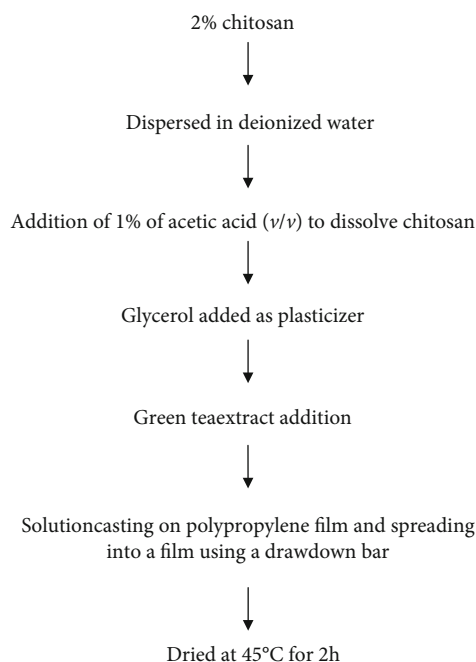 2% chitosan
Dispersed in deionized water
Addition of 1% of acetic acid (v/v) to dissolve chitosan
Glycerol added as plasticizer
Green teaextract addition
Solutioncasting on polypropylene film and spreading
into a film using a drawdown bar
Dried at 45°C for 2h